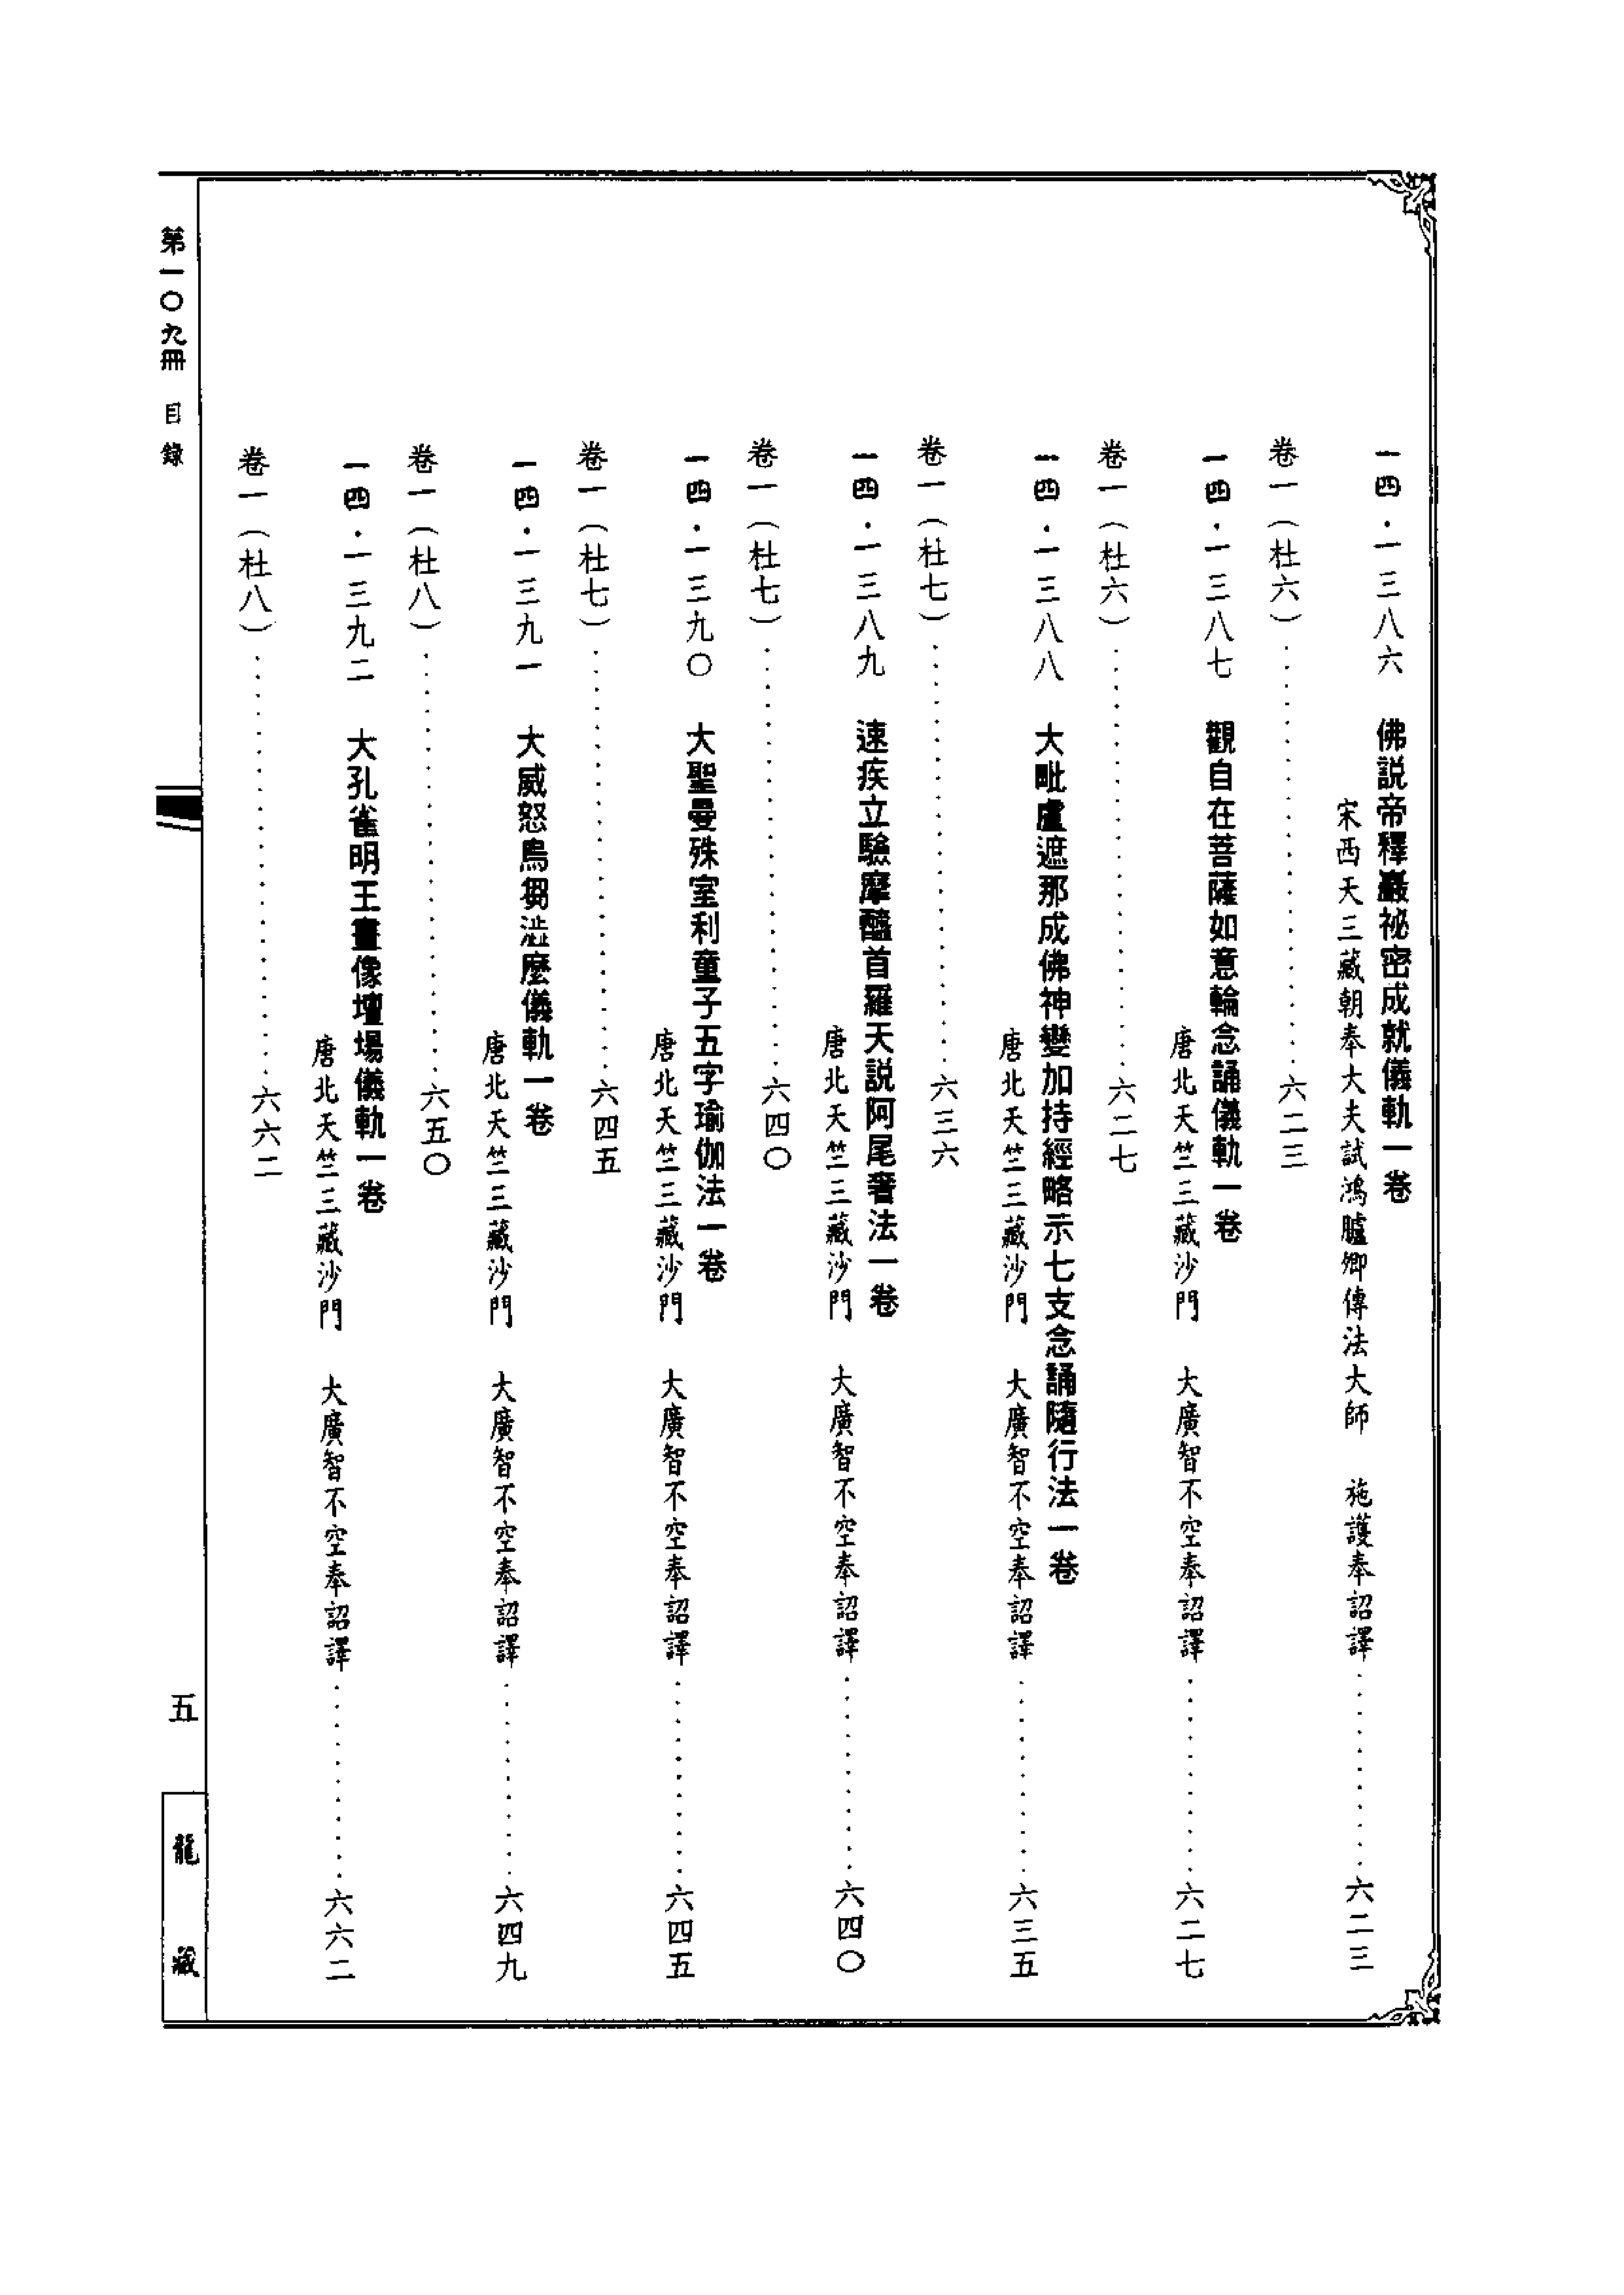 一四·一三八六　佛説帝釋巖祕密成就儀軌一卷
宋西天三藏朝奉大夫試鴻臚卿傳法大師　施護奉詔譯……六二三
卷一（杜六）……六二三
一四·一三八七　觀自在菩薩如意輪念誦儀軌一卷
唐北天竺三藏沙門　大廣智不空奉詔譯……六二七
卷一（杜六）……六二七
一四·一三八八　大毗盧遮那成佛神變加持經略示七支念誦隨行法一卷
唐北天竺三藏沙門　大廣智不空奉詔譯……六三五
卷一（杜七）……六三六
一四·一三八九　速疾立驗摩醯首羅天説阿尾奢法一卷
唐北天竺三藏沙門　大廣智不空奉詔譯……六四〇
卷一（杜七）……六四〇
一四·一三九〇　大聖曼殊室利童子五字瑜伽法一卷
唐北天竺三藏沙門　大廣智不空奉詔譯……六四五
卷一（杜七）……六四五
一四·一三九一　大威怒烏芻澁麼儀軌一卷
唐北天竺三藏沙門　大廣智不空奉詔譯……六四九
卷一（杜八）……六五〇
一四·一三九二　大孔雀明王畫像壇場儀軌一卷
唐北天竺三藏沙門　大廣智不空奉詔譯……六六二
卷一（杜八）……六六二
第一〇九冊　目錄
五
龍藏